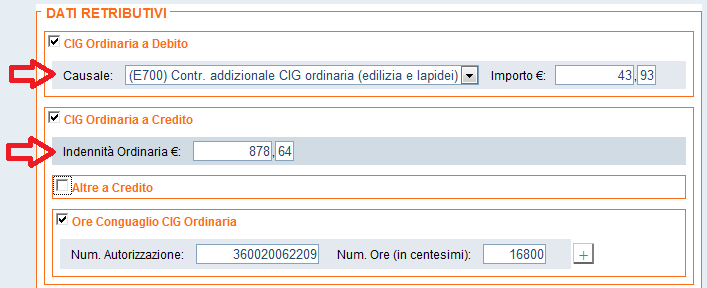 DATI RETRIBUTIVI
CIG Ordinaria a Debito
Causale: (E700) Contr. addizionale CIG ordinaria (edilizia e lapidei) Importo €: 43,93
CIG Ordinaria a Credito
Indennità Ordinaria €: 878,64
Altre a Credito
Ore Conguaglio CIG Ordinaria
Num. Autorizzazione: 360020062209 Num. Ore (in centesimi): 16800 +